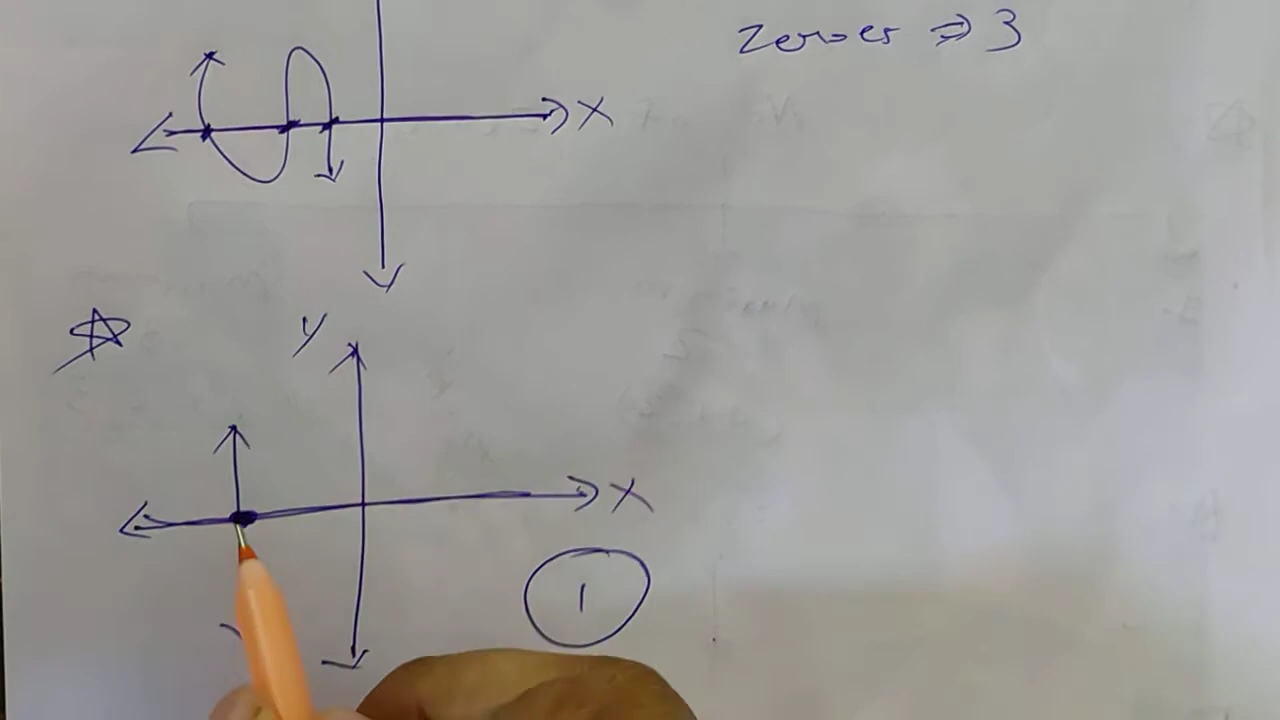 zeroes ⇒ 3
X
y
X
1